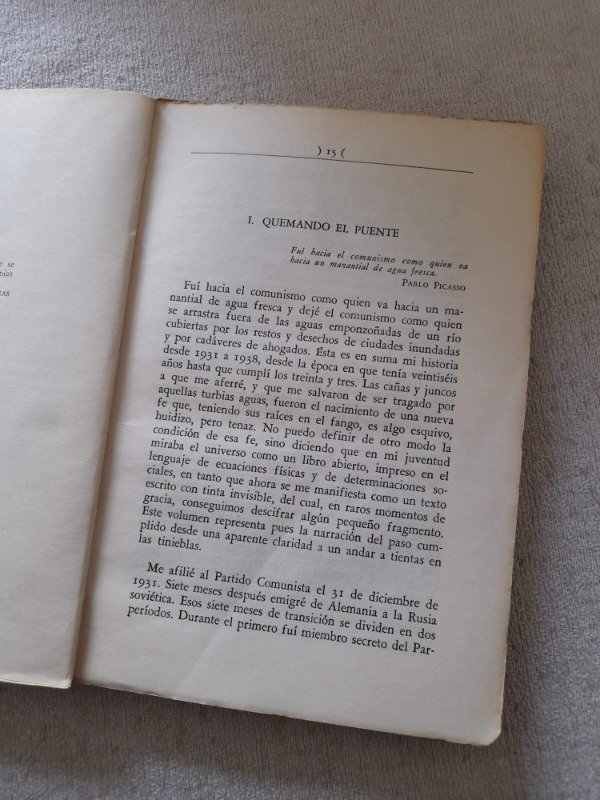 e se
bias
AS
) 15 (
I. QUEMANDO EL PUENTE
Fuí hacia el comunismo como quien va
hacia un manantial de agua fresca.
PABLO PICASSO
Fuí hacia el comunismo como quien va hacia un ma-
nantial de agua fresca y dejé el comunismo como quien
se arrastra fuera de las aguas emponzoñadas de un río
cubiertas por los restos y desechos de ciudades inundadas
y por cadáveres de ahogados. Ésta es en suma mi historia
desde 1931 a 1938, desde la época en que tenía veintiséis
años hasta que cumplí los treinta y tres. Las cañas y juncos
a que me aferré, y que me salvaron de ser tragado por
aquellas turbias aguas, fueron el nacimiento de una nueva
fe que, teniendo sus raíces en el fango, es algo esquivo,
huidizo, pero tenaz. No puedo definir de otro modo la
condición de esa fe, sino diciendo que en mi juventud
miraba el universo como un libro abierto, impreso en el
lenguaje de ecuaciones físicas y de determinaciones so-
ciales, en tanto que ahora se me manifiesta como un texto
escrito con tinta invisible, del cual, en raros momentos de
gracia, conseguimos descifrar algún pequeño fragmento.
Este volumen representa pues la narración del paso cum-
plido desde una aparente claridad a un andar a tientas en
las tinieblas.
Me afilié al Partido Comunista el 31 de diciembre de
1931. Siete meses después emigré de Alemania a la Rusia
soviética. Esos siete meses de transición se dividen en dos
períodos. Durante el primero fuí miembro secreto del Par-